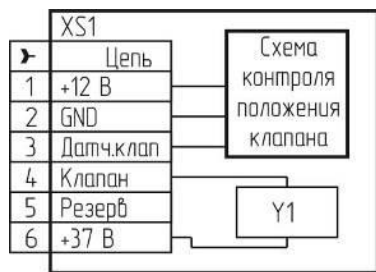 XS1
Цепь
1 +12 В
2 GND
3 Датч.клап
4 Клапан
5 Резерв
6 +37 В
Схема
контроля
положения
клапана
Y1